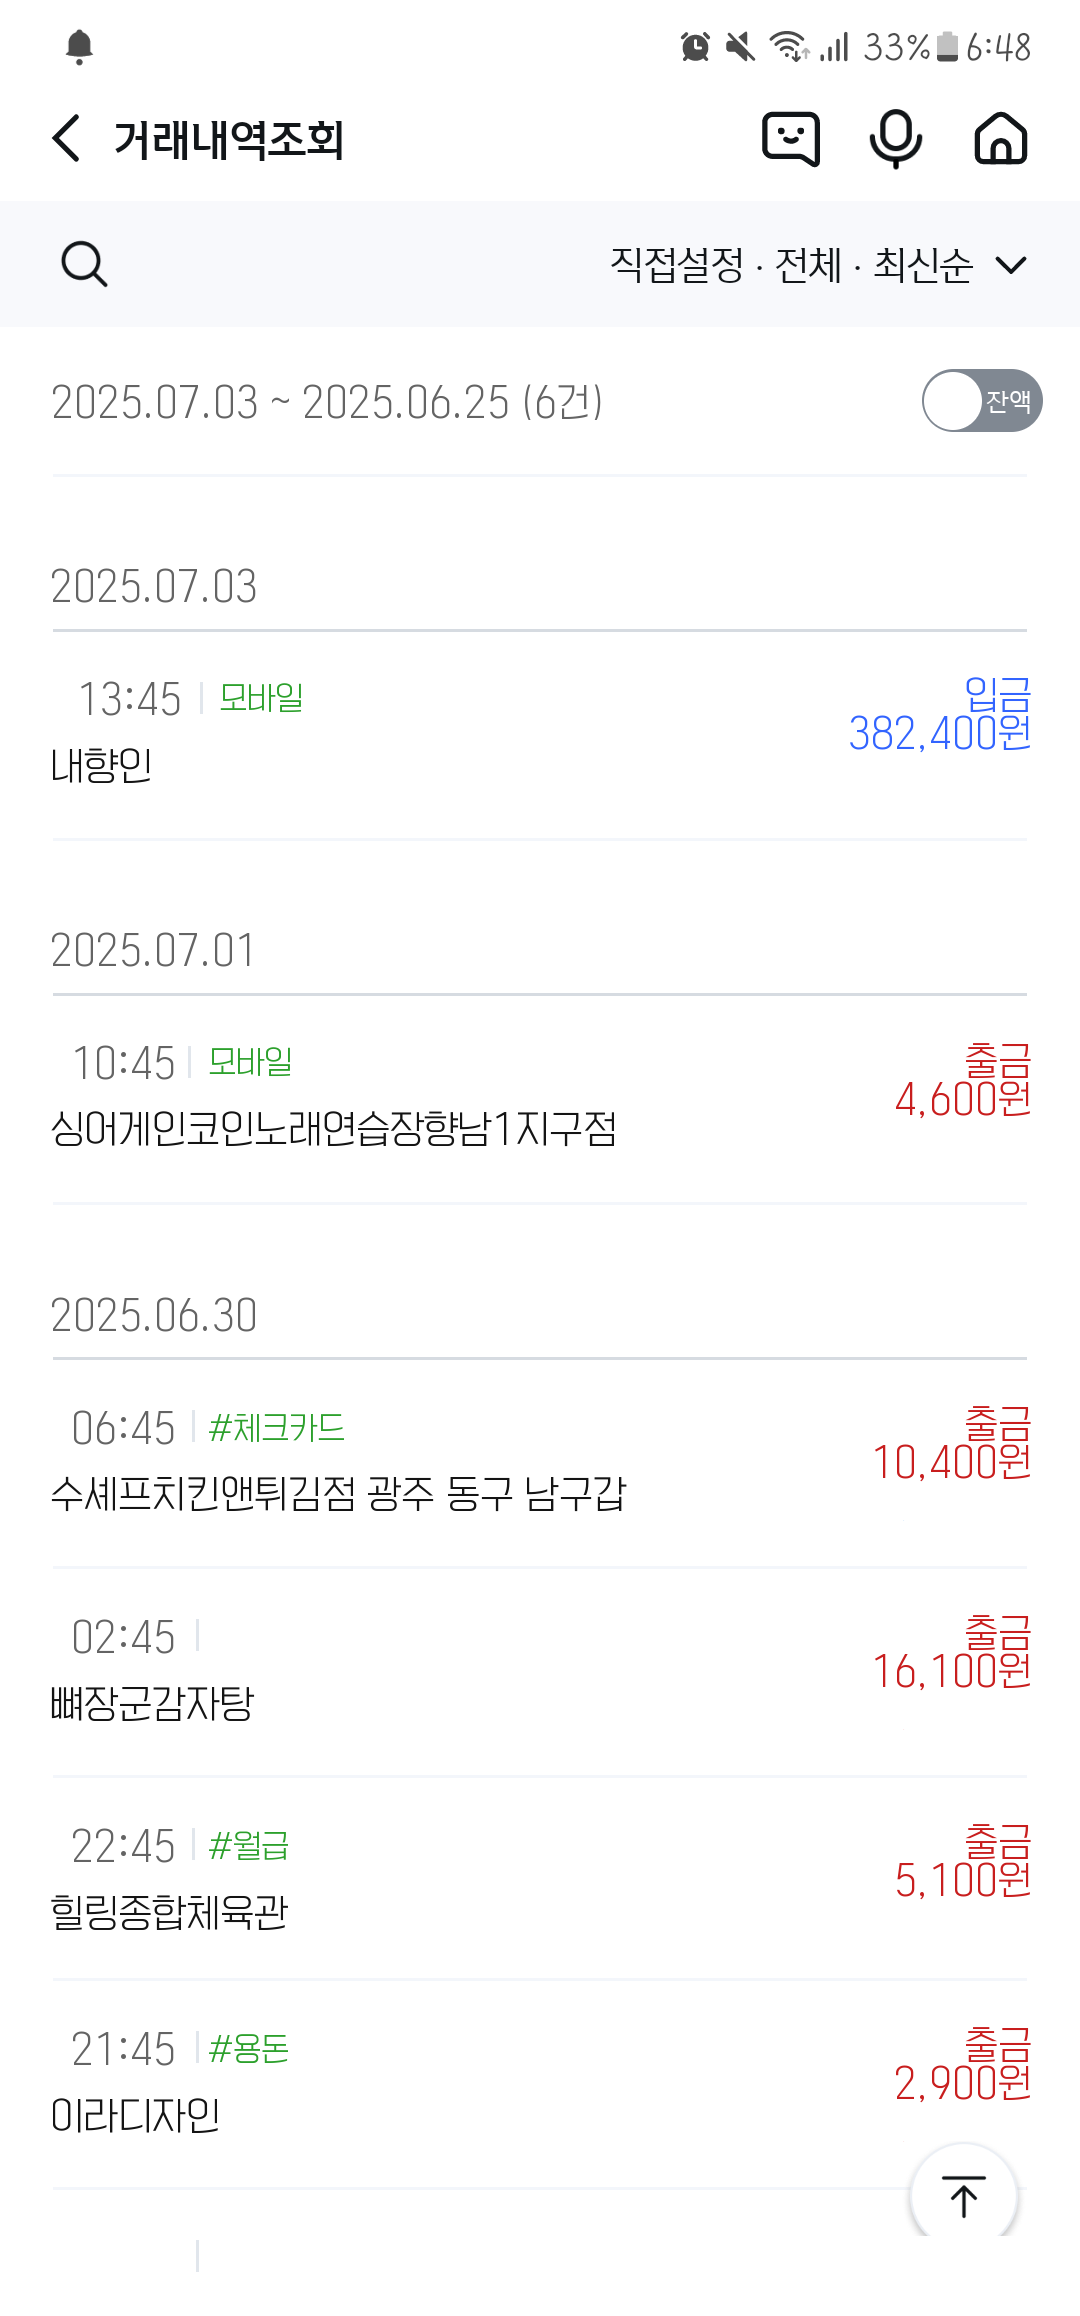 33% 6:48
거래내역조회
직접설정 · 전체 · 최신순
2025.07.03 ~ 2025.06.25 (6건)
잔액
2025.07.03
13:45 모바일
입금
382,400원
내향인
2025.07.01
10:45 모바일
출금
4,600원
싱어게인코인노래연습장향남1지구점
2025.06.30
06:45 #체크카드
출금
10,400원
수셰프치킨앤튀김점 광주 동구 남구갑
02:45
출금
16,100원
뼈장군감자탕
22:45 #월급
출금
5,100원
힐링종합체육관
21:45 #용돈
출금
2,900원
이라디자인